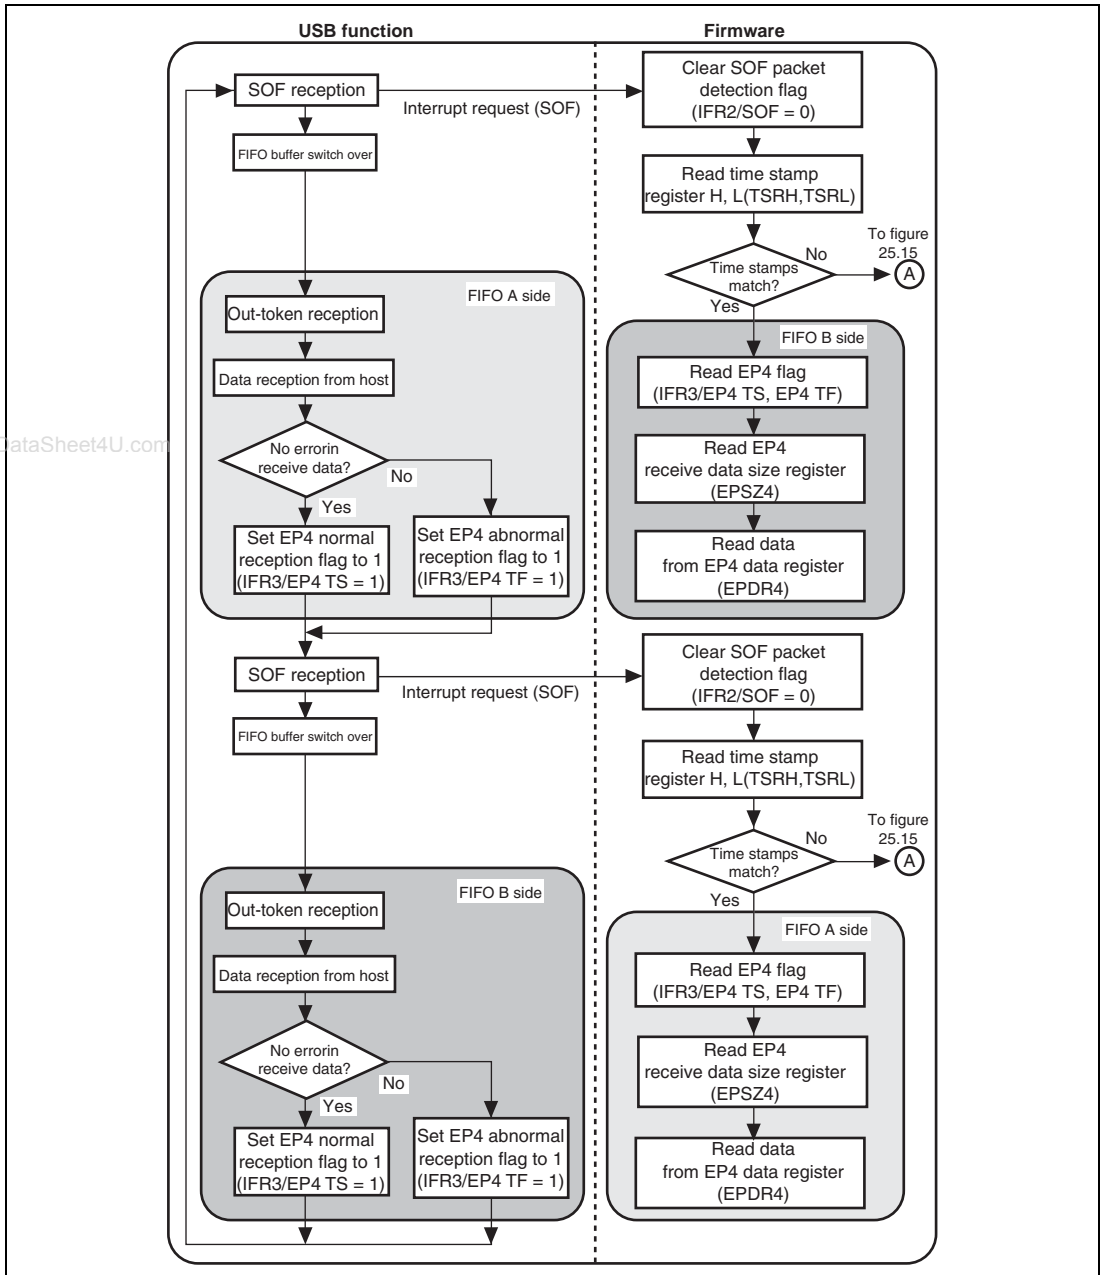 USB function
Firmware
SOF reception
Interrupt request (SOF)
FIFO buffer switch over
Clear SOF packet
detection flag
(IFR2/SOF = 0)
Read time stamp
register H, L(TSRH,TSRL)
Time stamps
match?
No
To figure
25.15
A
Yes
FIFO A side
Out-token reception
Data reception from host
No errorin
receive data?
No
Yes
Set EP4 normal
reception flag to 1
(IFR3/EP4 TS = 1)
Set EP4 abnormal
reception flag to 1
(IFR3/EP4 TF = 1)
FIFO B side
Read EP4 flag
(IFR3/EP4 TS, EP4 TF)
Read EP4
receive data size register
(EPSZ4)
Read data
from EP4 data register
(EPDR4)
DataSheet4U.com
SOF reception
Interrupt request (SOF)
FIFO buffer switch over
Clear SOF packet
detection flag
(IFR2/SOF = 0)
Read time stamp
register H, L(TSRH,TSRL)
Time stamps
match?
No
To figure
25.15
A
Yes
FIFO B side
Out-token reception
Data reception from host
No errorin
receive data?
No
Yes
Set EP4 normal
reception flag to 1
(IFR3/EP4 TS = 1)
Set EP4 abnormal
reception flag to 1
(IFR3/EP4 TF = 1)
FIFO A side
Read EP4 flag
(IFR3/EP4 TS, EP4 TF)
Read EP4
receive data size register
(EPSZ4)
Read data
from EP4 data register
(EPDR4)